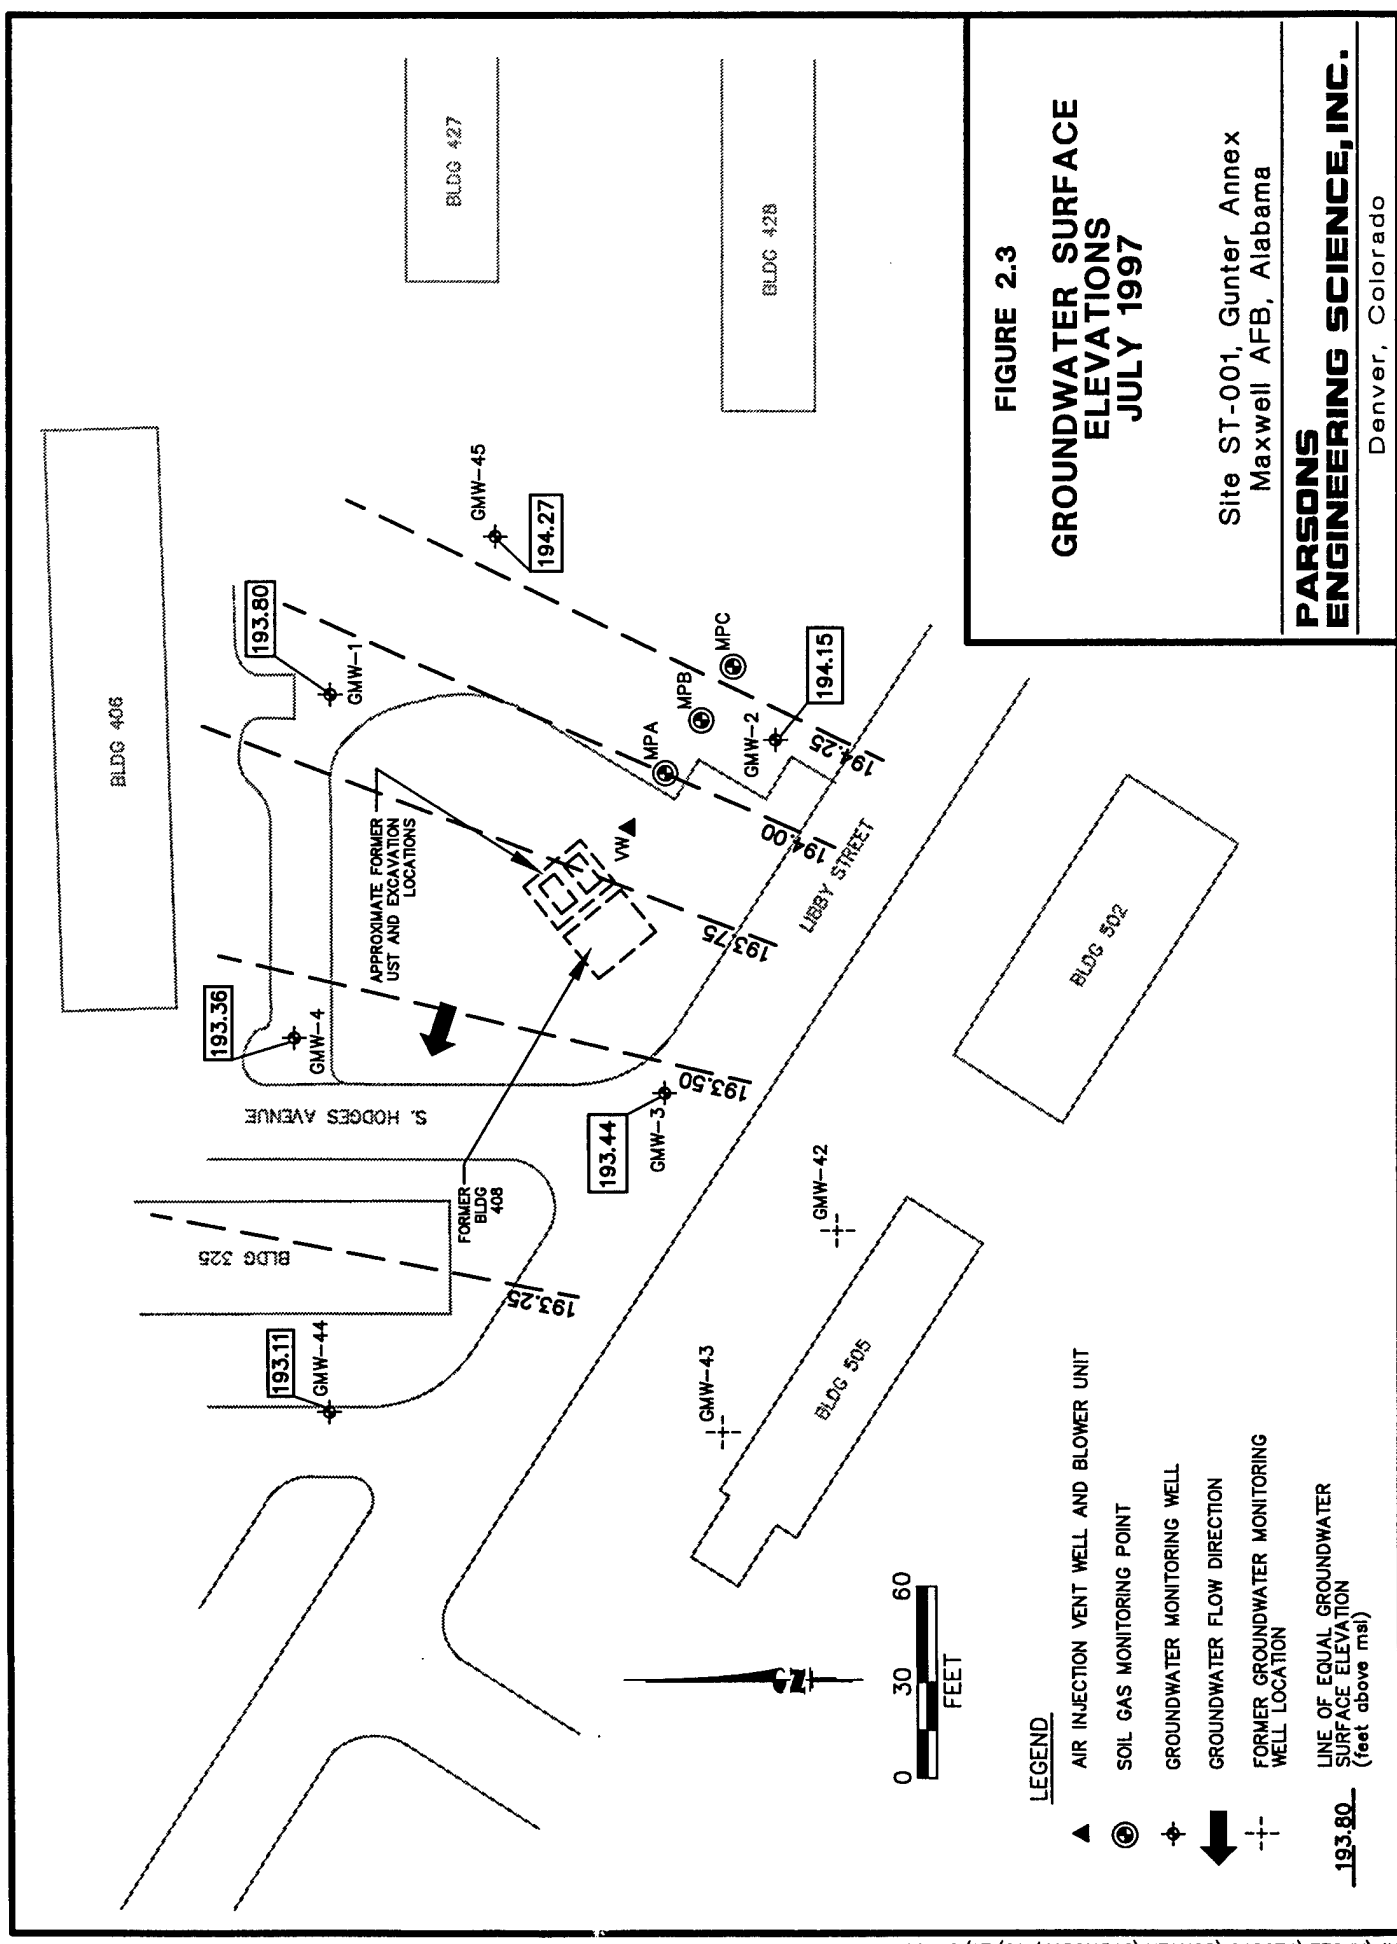 BLDG 406
BLDG 427
BLDG 428
GMW-45
194.27
193.80
GMW-1
MPC
MPB
MPA
GMW-2
194.15
194.25
194.00
193.75
193.50
193.25
VW
APPROXIMATE FORMER
UST AND EXCAVATION
LOCATIONS
193.36
GMW-4
S. HODGES AVENUE
LIBBY STREET
BLDG 502
193.44
GMW-3
FORMER
BLDG
408
BLDG 325
193.11
GMW-44
GMW-42
GMW-43
BLDG 505
N
0 30 60
FEET
LEGEND
AIR INJECTION VENT WELL AND BLOWER UNIT
SOIL GAS MONITORING POINT
GROUNDWATER MONITORING WELL
GROUNDWATER FLOW DIRECTION
FORMER GROUNDWATER MONITORING
WELL LOCATION
193.80
LINE OF EQUAL GROUNDWATER
SURFACE ELEVATION
(feet above msl)
FIGURE 2.3
GROUNDWATER SURFACE
ELEVATIONS
JULY 1997
Site ST-001, Gunter Annex
Maxwell AFB, Alabama
PARSONS
ENGINEERING SCIENCE, INC.
Denver, Colorado